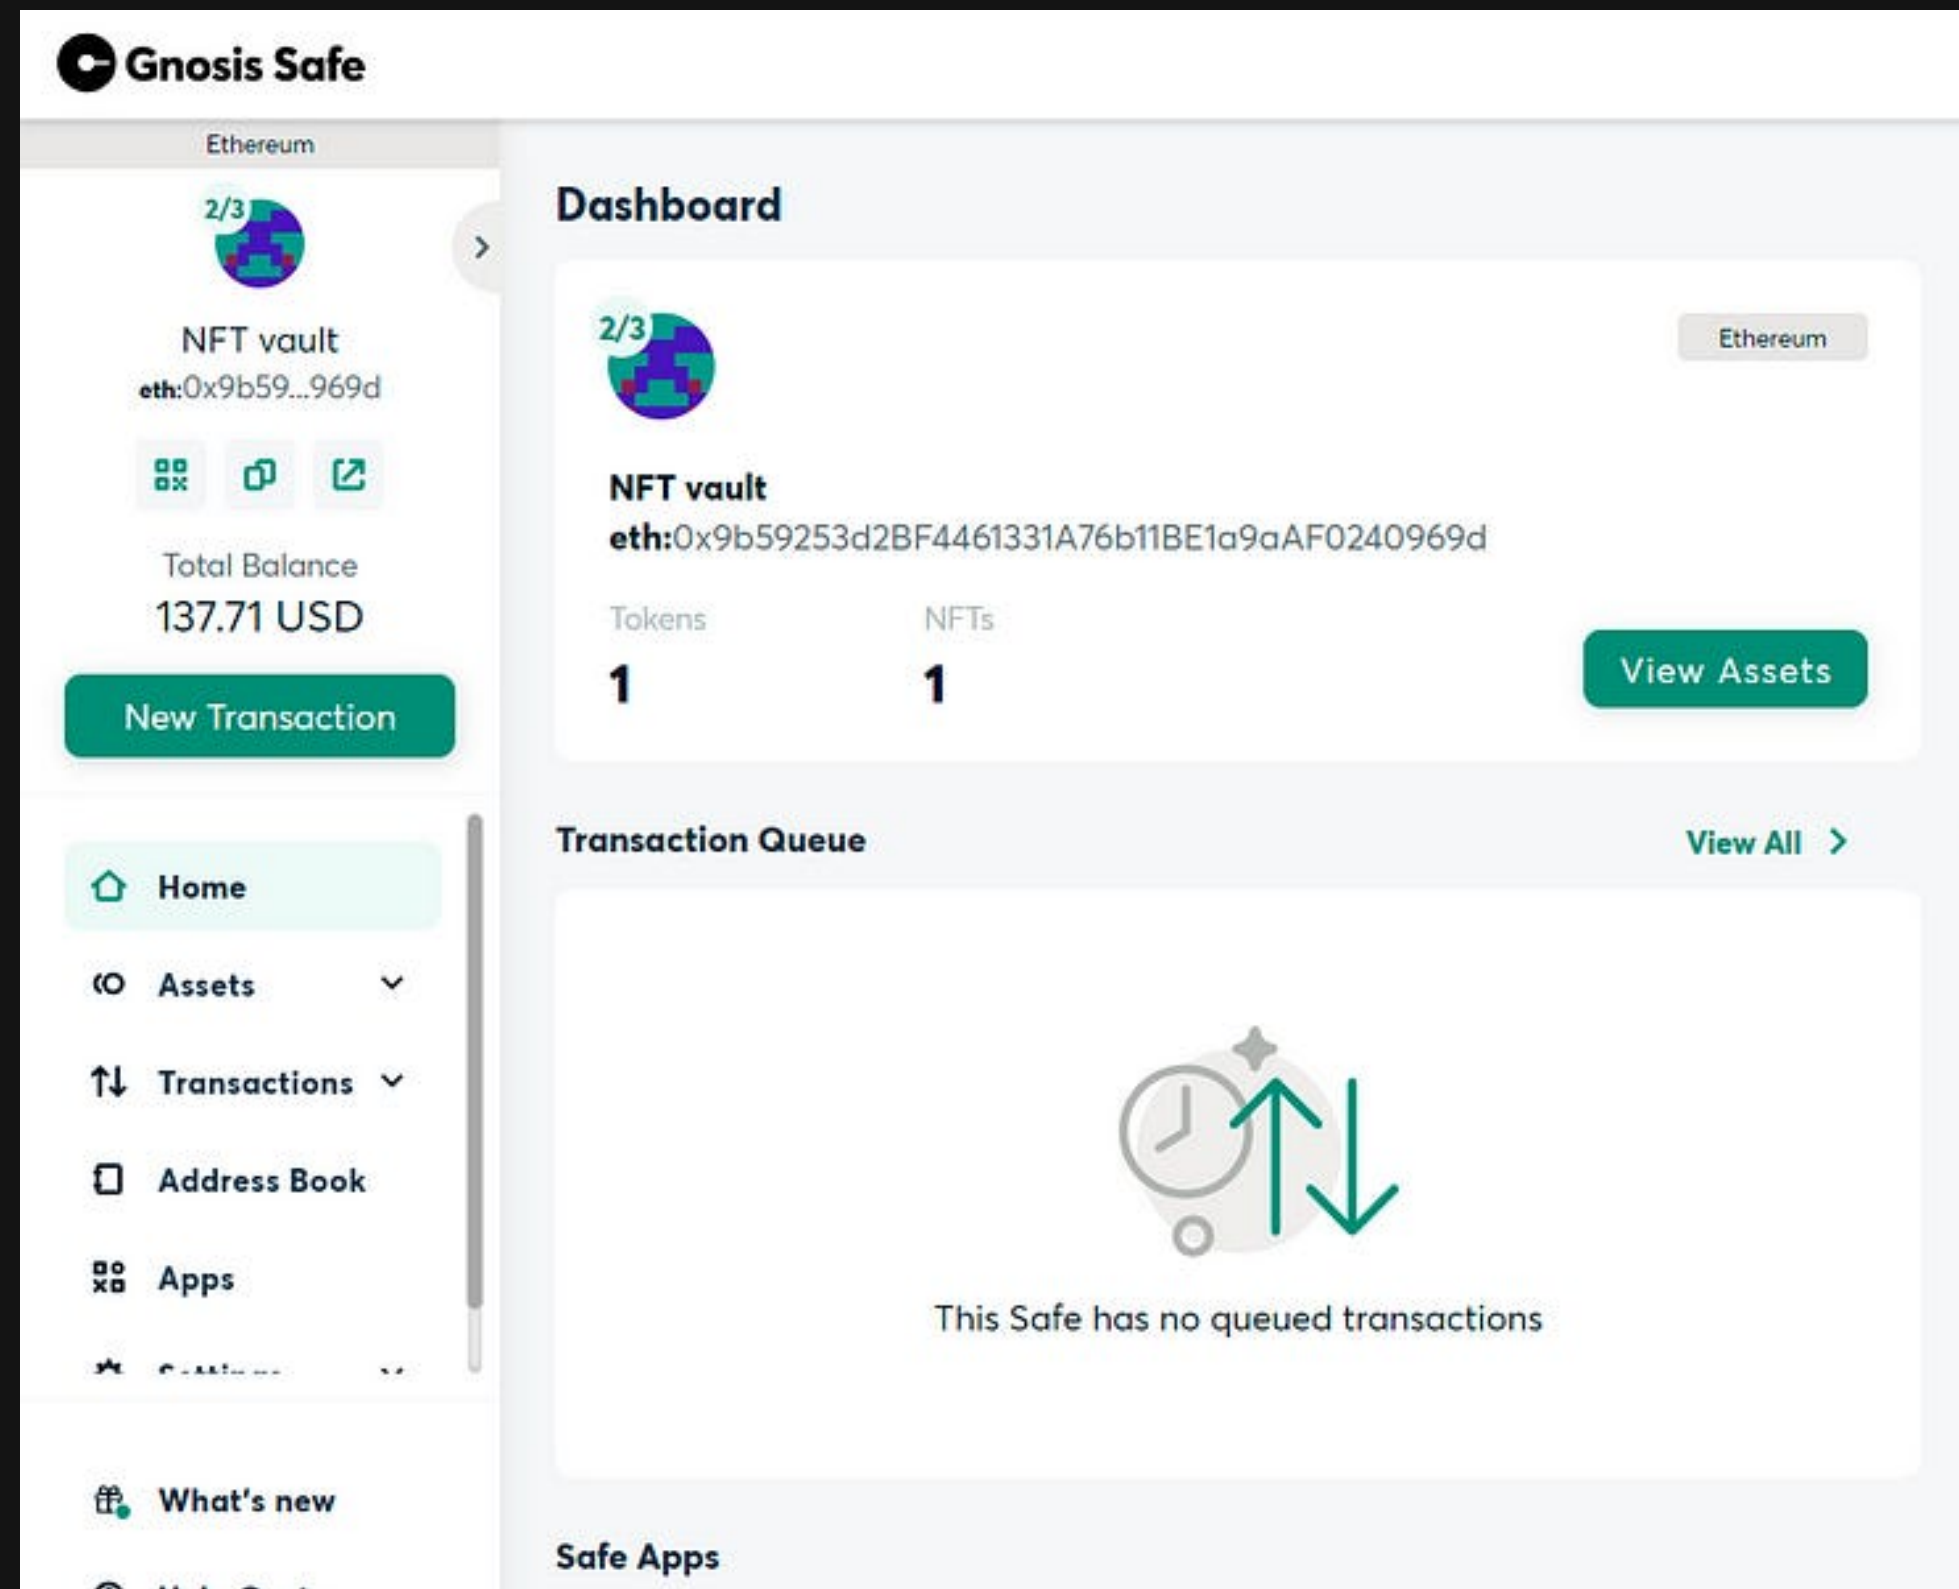 Gnosis Safe
Ethereum
2/3
NFT vault
eth:0x9b59...969d
Total Balance
137.71 USD
New Transaction
Home
Assets
Transactions
Address Book
Apps
Settings
What's new
Dashboard
2/3
Ethereum
NFT vault
eth:0x9b59253d2BF4461331A76b11BE1a9aAF0240969d
Tokens
NFTs
1
1
View Assets
Transaction Queue
View All
This Safe has no queued transactions
Safe Apps